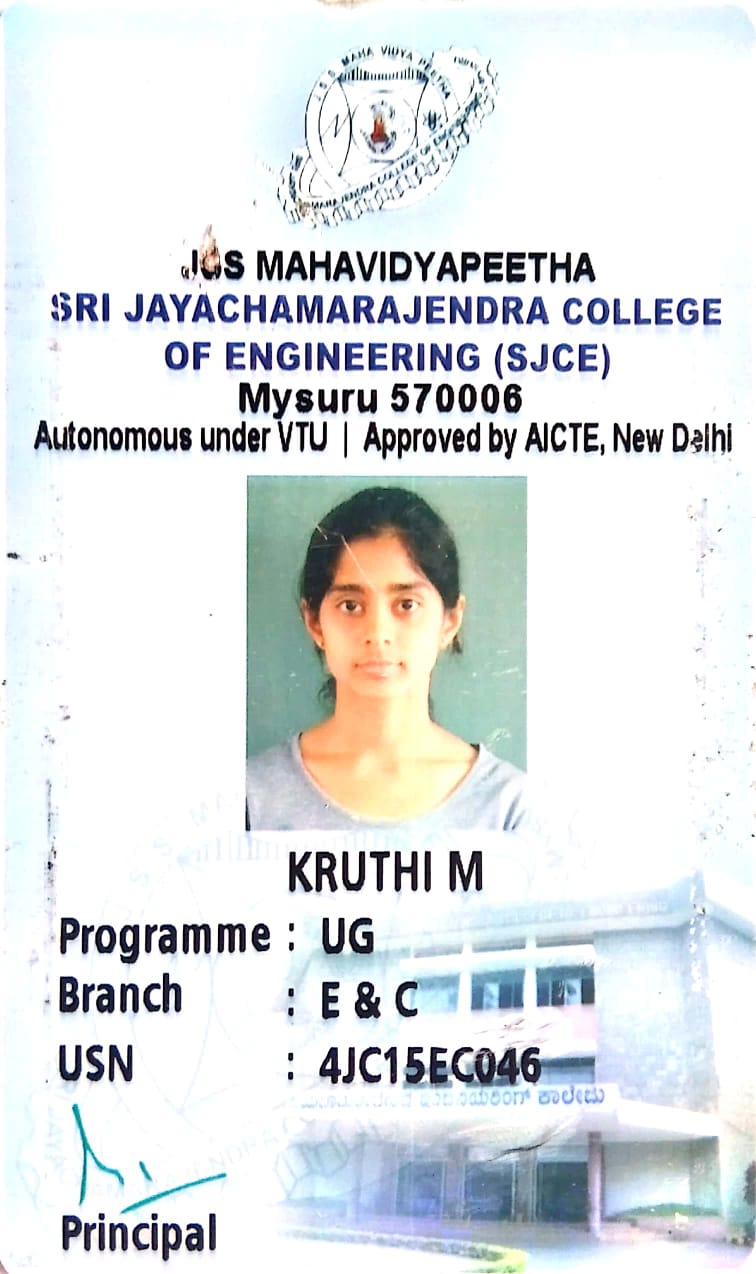 J.S.S. MAHA VIDYA PEETHA
JSS MAHAVIDYAPEETHA
SRI JAYACHAMARAJENDRA COLLEGE
OF ENGINEERING (SJCE)
Mysuru 570006
Autonomous under VTU | Approved by AICTE, New Delhi
KRUTHI M
Programme : UG
Branch : E & C
USN : 4JC15EC046
ಕಾಲೇಜು
Principal